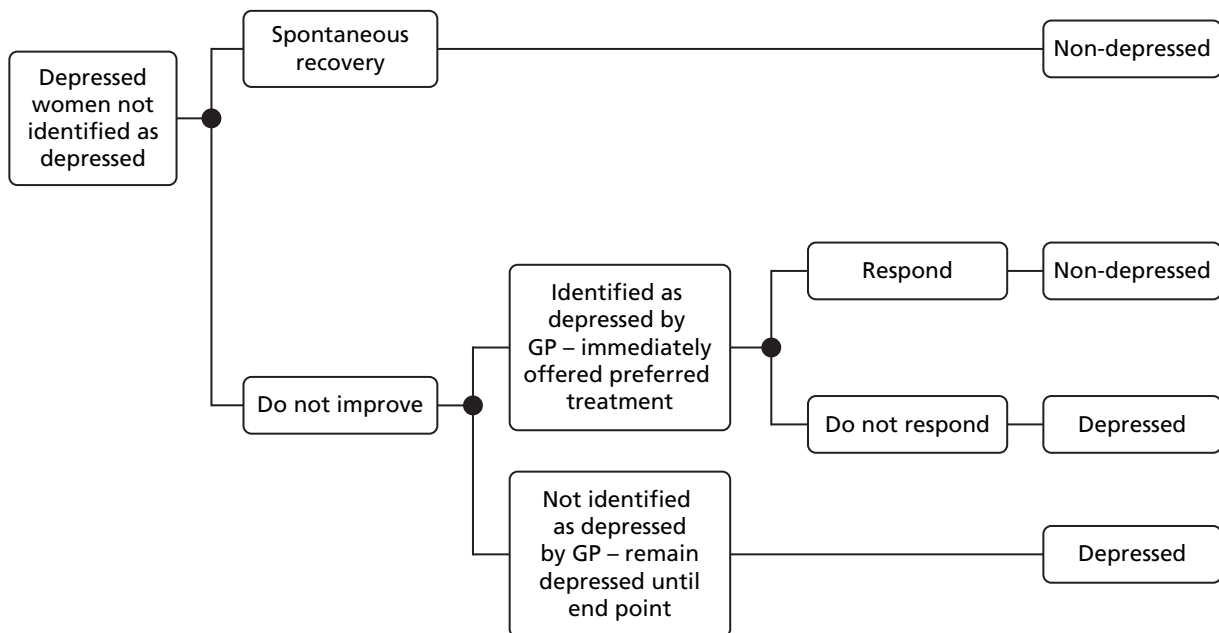 Depressed
women not
identified as
depressed
Spontaneous
recovery
Non-depressed
Do not improve
Identified as
depressed by
GP – immediately
offered preferred
treatment
Respond
Non-depressed
Do not respond
Depressed
Not identified
as depressed
by GP – remain
depressed until
end point
Depressed